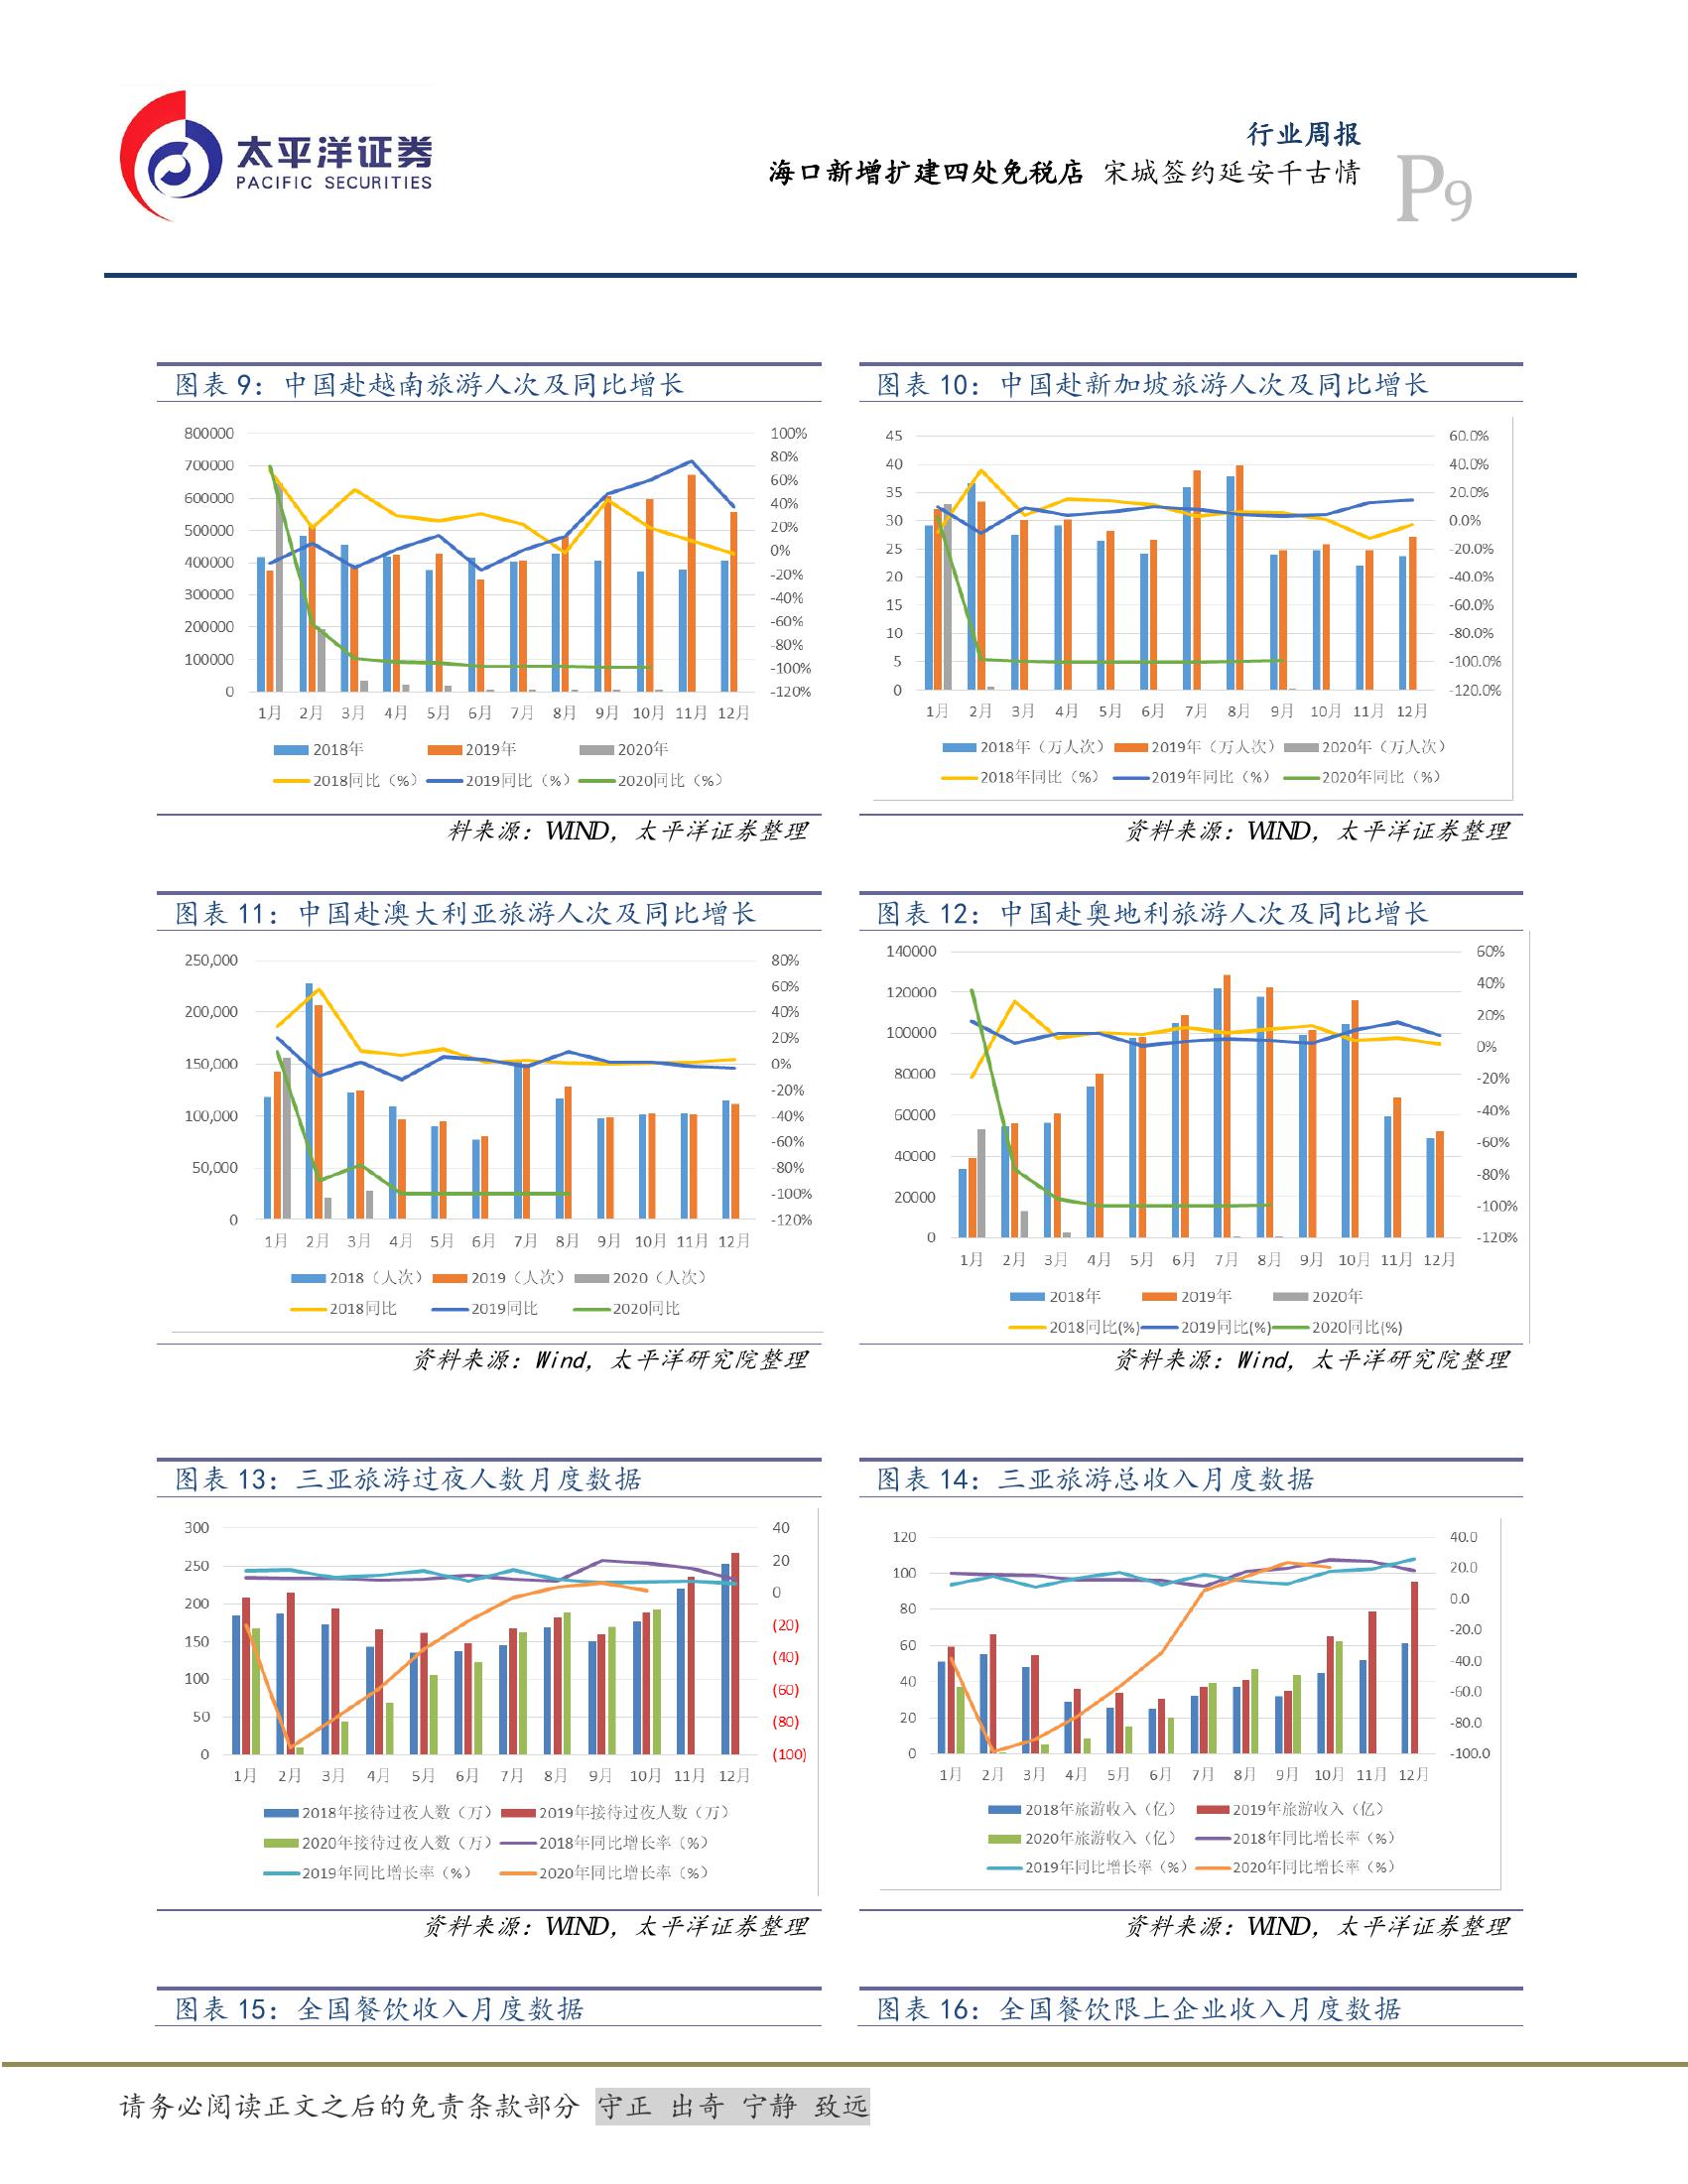 太平洋证券
PACIFIC SECURITIES
行业周报
海口新增扩建四处免税店 宋城签约延安千古情
P9
图表 9：中国赴越南旅游人次及同比增长
800000
700000
600000
500000
400000
300000
200000
100000
0
100%
80%
60%
40%
20%
0%
-20%
-40%
-60%
-80%
-100%
-120%
1月 2月 3月 4月 5月 6月 7月 8月 9月 10月 11月 12月
2018年 2019年 2020年
2018同比（%） 2019同比（%） 2020同比（%）
料来源：WIND，太平洋证券整理
图表 10：中国赴新加坡旅游人次及同比增长
45
40
35
30
25
20
15
10
5
0
60.0%
40.0%
20.0%
0.0%
-20.0%
-40.0%
-60.0%
-80.0%
-100.0%
-120.0%
1月 2月 3月 4月 5月 6月 7月 8月 9月 10月 11月 12月
2018年（万人次） 2019年（万人次） 2020年（万人次）
2018年同比（%） 2019年同比（%） 2020年同比（%）
资料来源：WIND，太平洋证券整理
图表 11：中国赴澳大利亚旅游人次及同比增长
250,000
200,000
150,000
100,000
50,000
0
80%
60%
40%
20%
0%
-20%
-40%
-60%
-80%
-100%
-120%
1月 2月 3月 4月 5月 6月 7月 8月 9月 10月 11月 12月
2018（人次） 2019（人次） 2020（人次）
2018同比 2019同比 2020同比
资料来源：Wind，太平洋研究院整理
图表 12：中国赴奥地利旅游人次及同比增长
140000
120000
100000
80000
60000
40000
20000
0
60%
40%
20%
0%
-20%
-40%
-60%
-80%
-100%
-120%
1月 2月 3月 4月 5月 6月 7月 8月 9月 10月 11月 12月
2018年 2019年 2020年
2018同比(%) 2019同比(%) 2020同比(%)
资料来源：Wind，太平洋研究院整理
图表 13：三亚旅游过夜人数月度数据
300
250
200
150
100
50
0
40
20
0
(20)
(40)
(60)
(80)
(100)
1月 2月 3月 4月 5月 6月 7月 8月 9月 10月 11月 12月
2018年接待过夜人数（万） 2019年接待过夜人数（万）
2020年接待过夜人数（万） 2018年同比增长率（%）
2019年同比增长率（%） 2020年同比增长率（%）
资料来源：WIND，太平洋证券整理
图表 14：三亚旅游总收入月度数据
120
100
80
60
40
20
0
40.0
20.0
0.0
-20.0
-40.0
-60.0
-80.0
-100.0
1月 2月 3月 4月 5月 6月 7月 8月 9月 10月 11月 12月
2018年旅游收入（亿） 2019年旅游收入（亿）
2020年旅游收入（亿） 2018年同比增长率（%）
2019年同比增长率（%） 2020年同比增长率（%）
资料来源：WIND，太平洋证券整理
图表 15：全国餐饮收入月度数据
图表 16：全国餐饮限上企业收入月度数据
请务必阅读正文之后的免责条款部分 守正 出奇 宁静 致远